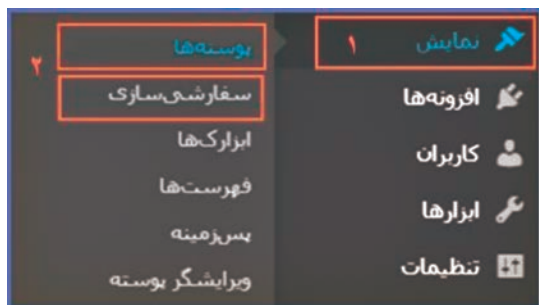 نمایش ۱
افزونه‌ها
کاربران
ابزارها
تنظیمات
پوسته‌ها
۲
سفارشی‌سازی
ابزارک‌ها
فهرست‌ها
پس‌زمینه
ویرایشگر پوسته